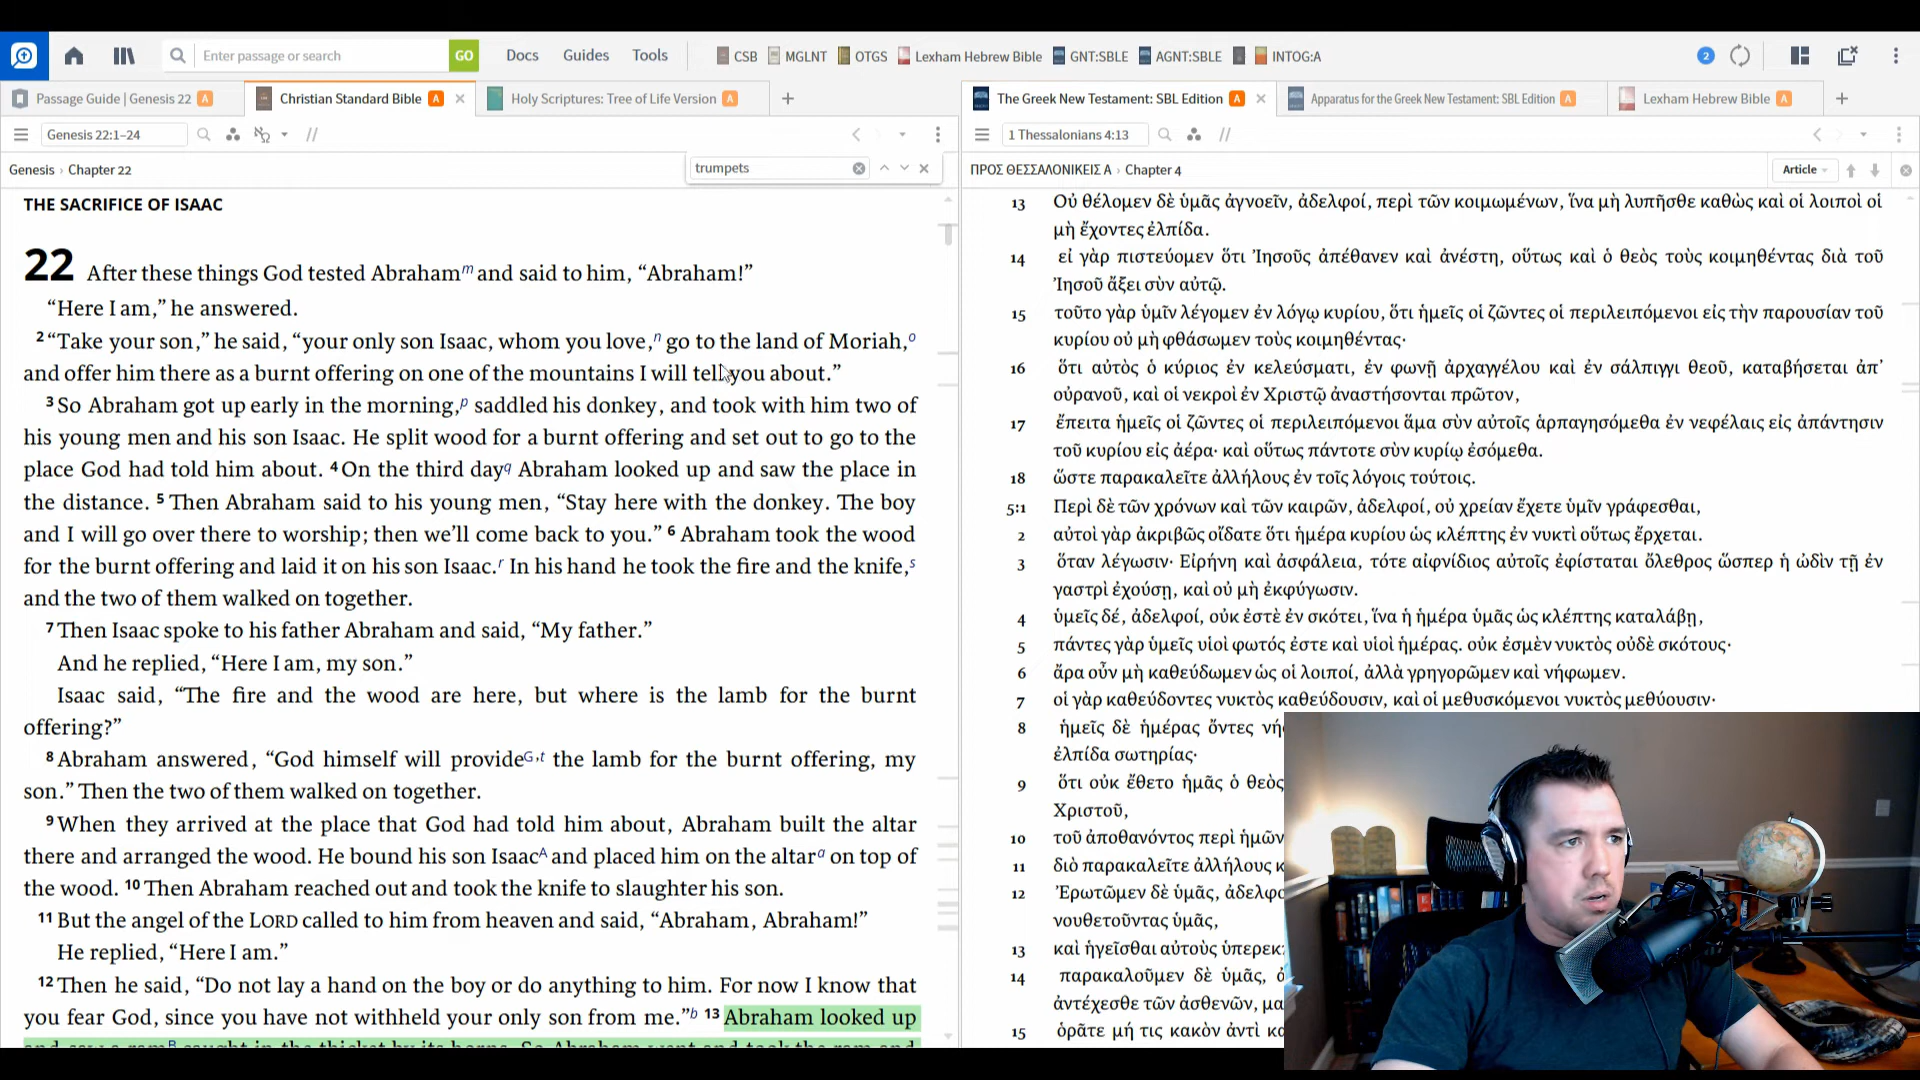 Enter passage or search GO Docs Guides Tools CSB MGLNT OTGS Lexham Hebrew Bible GNT:SBLE AGNT:SBLE INTOG:A 2
Passage Guide | Genesis 22 A Christian Standard Bible A Holy Scriptures: Tree of Life Version A
Genesis 22:1–24
Genesis › Chapter 22 trumpets
THE SACRIFICE OF ISAAC
22 After these things God tested Abrahamᵐ and said to him, “Abraham!”
“Here I am,” he answered.
2 “Take your son,” he said, “your only son Isaac, whom you love,ⁿ go to the land of Moriah,ᵒ
and offer him there as a burnt offering on one of the mountains I will tell you about.”
3 So Abraham got up early in the morning,ᵖ saddled his donkey, and took with him two of
his young men and his son Isaac. He split wood for a burnt offering and set out to go to the
place God had told him about. 4 On the third dayq Abraham looked up and saw the place in
the distance. 5 Then Abraham said to his young men, “Stay here with the donkey. The boy
and I will go over there to worship; then we’ll come back to you.” 6 Abraham took the wood
for the burnt offering and laid it on his son Isaac.ʳ In his hand he took the fire and the knife,ˢ
and the two of them walked on together.
7 Then Isaac spoke to his father Abraham and said, “My father.”
And he replied, “Here I am, my son.”
Isaac said, “The fire and the wood are here, but where is the lamb for the burnt
offering?”
8 Abraham answered, “God himself will provideG,t the lamb for the burnt offering, my
son.” Then the two of them walked on together.
9 When they arrived at the place that God had told him about, Abraham built the altar
there and arranged the wood. He bound his son IsaacA and placed him on the altara on top of
the wood. 10 Then Abraham reached out and took the knife to slaughter his son.
11 But the angel of the LORD called to him from heaven and said, “Abraham, Abraham!”
He replied, “Here I am.”
12 Then he said, “Do not lay a hand on the boy or do anything to him. For now I know that
you fear God, since you have not withheld your only son from me.”b 13 Abraham looked up
The Greek New Testament: SBL Edition A Apparatus for the Greek New Testament: SBL Edition A Lexham Hebrew Bible A
1 Thessalonians 4:13
ΠΡΟΣ ΘΕΣΣΑΛΟΝΙΚΕΙΣ Α › Chapter 4 Article
13 Οὐ θέλομεν δὲ ὑμᾶς ἀγνοεῖν, ἀδελφοί, περὶ τῶν κοιμωμένων, ἵνα μὴ λυπῆσθε καθὼς καὶ οἱ λοιποὶ οἱ
μὴ ἔχοντες ἐλπίδα.
14 εἰ γὰρ πιστεύομεν ὅτι Ἰησοῦς ἀπέθανεν καὶ ἀνέστη, οὕτως καὶ ὁ θεὸς τοὺς κοιμηθέντας διὰ τοῦ
Ἰησοῦ ἄξει σὺν αὐτῷ.
15 τοῦτο γὰρ ὑμῖν λέγομεν ἐν λόγῳ κυρίου, ὅτι ἡμεῖς οἱ ζῶντες οἱ περιλειπόμενοι εἰς τὴν παρουσίαν τοῦ
κυρίου οὐ μὴ φθάσωμεν τοὺς κοιμηθέντας·
16 ὅτι αὐτὸς ὁ κύριος ἐν κελεύσματι, ἐν φωνῇ ἀρχαγγέλου καὶ ἐν σάλπιγγι θεοῦ, καταβήσεται ἀπ’
οὐρανοῦ, καὶ οἱ νεκροὶ ἐν Χριστῷ ἀναστήσονται πρῶτον,
17 ἔπειτα ἡμεῖς οἱ ζῶντες οἱ περιλειπόμενοι ἅμα σὺν αὐτοῖς ἁρπαγησόμεθα ἐν νεφέλαις εἰς ἀπάντησιν
τοῦ κυρίου εἰς ἀέρα· καὶ οὕτως πάντοτε σὺν κυρίῳ ἐσόμεθα.
18 ὥστε παρακαλεῖτε ἀλλήλους ἐν τοῖς λόγοις τούτοις.
5:1 Περὶ δὲ τῶν χρόνων καὶ τῶν καιρῶν, ἀδελφοί, οὐ χρείαν ἔχετε ὑμῖν γράφεσθαι,
2 αὐτοὶ γὰρ ἀκριβῶς οἴδατε ὅτι ἡμέρα κυρίου ὡς κλέπτης ἐν νυκτὶ οὕτως ἔρχεται.
3 ὅταν λέγωσιν· Εἰρήνη καὶ ἀσφάλεια, τότε αἰφνίδιος αὐτοῖς ἐφίσταται ὄλεθρος ὥσπερ ἡ ὠδὶν τῇ ἐν
γαστρὶ ἐχούσῃ, καὶ οὐ μὴ ἐκφύγωσιν.
4 ὑμεῖς δέ, ἀδελφοί, οὐκ ἐστὲ ἐν σκότει, ἵνα ἡ ἡμέρα ὑμᾶς ὡς κλέπτης καταλάβῃ,
5 πάντες γὰρ ὑμεῖς υἱοὶ φωτός ἐστε καὶ υἱοὶ ἡμέρας. οὐκ ἐσμὲν νυκτὸς οὐδὲ σκότους·
6 ἄρα οὖν μὴ καθεύδωμεν ὡς οἱ λοιποί, ἀλλὰ γρηγορῶμεν καὶ νήφωμεν.
7 οἱ γὰρ καθεύδοντες νυκτὸς καθεύδουσιν, καὶ οἱ μεθυσκόμενοι νυκτὸς μεθύουσιν·
8 ἡμεῖς δὲ ἡμέρας ὄντες
ἐλπίδα σωτηρίας·
9 ὅτι οὐκ ἔθετο ἡμᾶς ὁ θεὸς
Χριστοῦ,
10 τοῦ ἀποθανόντος περὶ ἡμῶν
11 διὸ παρακαλεῖτε ἀλλήλους
12 Ἐρωτῶμεν δὲ ὑμᾶς,
νουθετοῦντας ὑμᾶς,
13 καὶ ἡγεῖσθαι αὐτοὺς
14 παρακαλοῦμεν δὲ ὑμᾶς,
ἀντέχεσθε τῶν ἀσθενῶν,
15 ὁρᾶτε μή τις κακὸν ἀντὶ